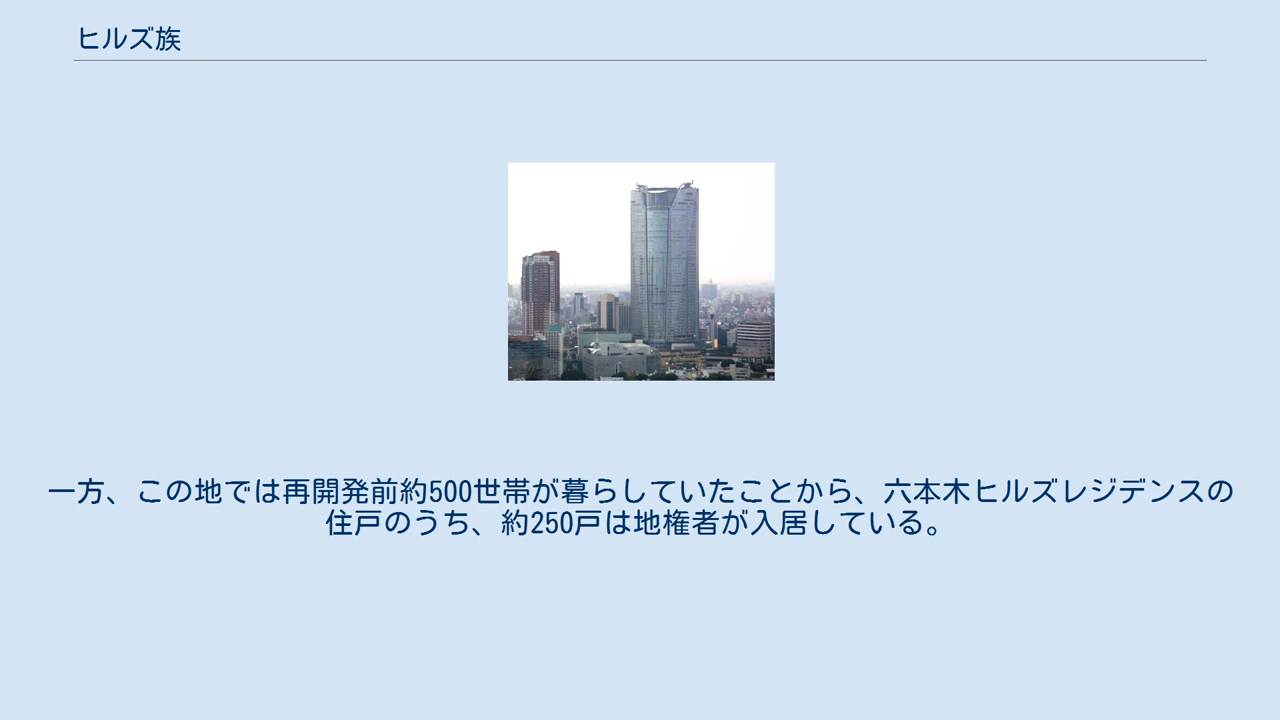 ヒルズ族
一方、この地では再開発前約500世帯が暮らしていたことから、六本木ヒルズレジデンスの
住戸のうち、約250戸は地権者が入居している。